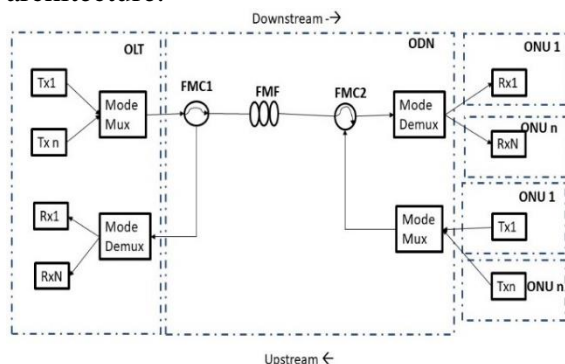 architecture.
Downstream ->
OLT
ODN
ONU 1
Tx1
Tx n
Mode
Mux
FMC1
FMF
FMC2
Mode
Demux
Rx1
RxN
ONU n
Rx1
RxN
Mode
Demux
Mode
Mux
ONU 1
Tx1
Txn
ONU n
Upstream <-